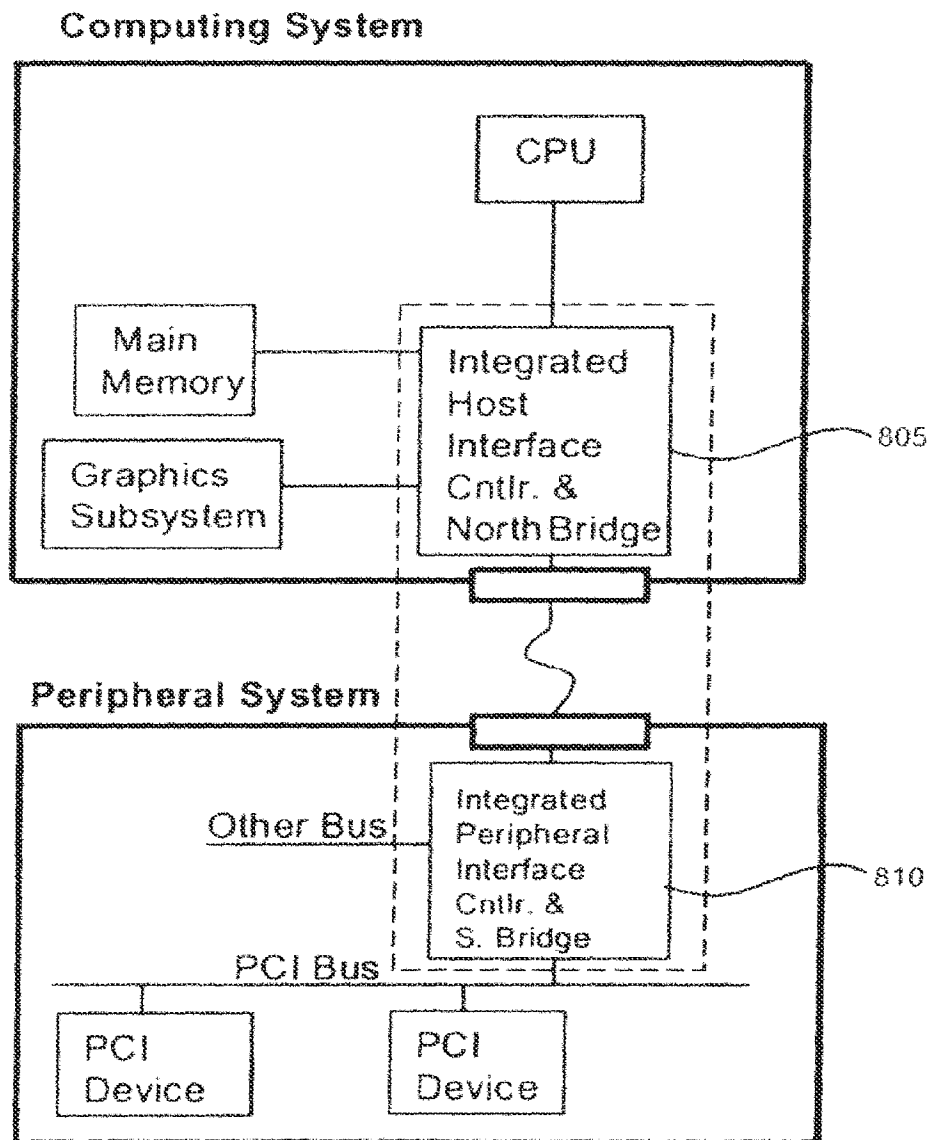 Computing System
CPU
Main
Memory
Graphics
Subsystem
Integrated
Host
Interface
Cntlr. &
North Bridge
805
Peripheral System
Other Bus
Integrated
Peripheral
Interface
Cntlr. &
S. Bridge
810
PCI Bus
PCI
Device
PCI
Device